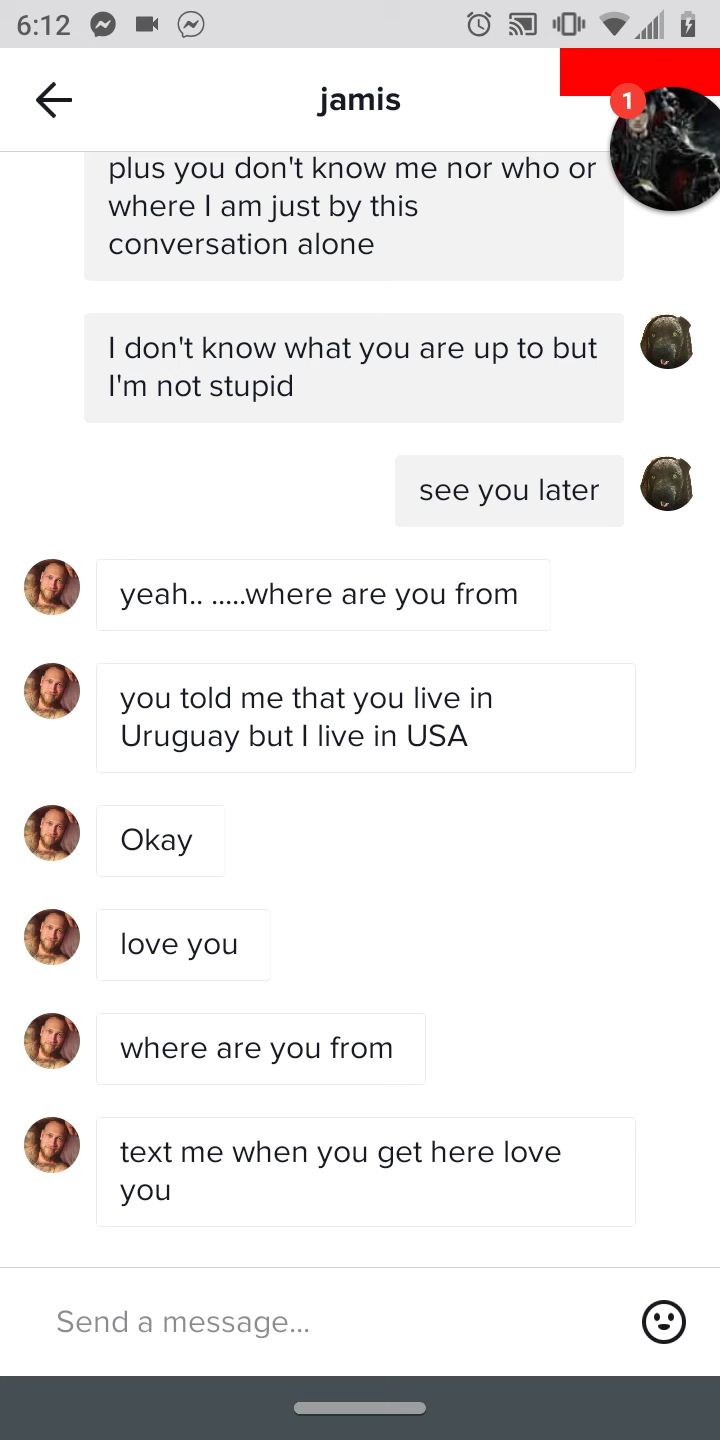 6:12
jamis
1
plus you don't know me nor who or
where I am just by this
conversation alone
I don't know what you are up to but
I'm not stupid
see you later
yeah.. .....where are you from
you told me that you live in
Uruguay but I live in USA
Okay
love you
where are you from
text me when you get here love
you
Send a message...